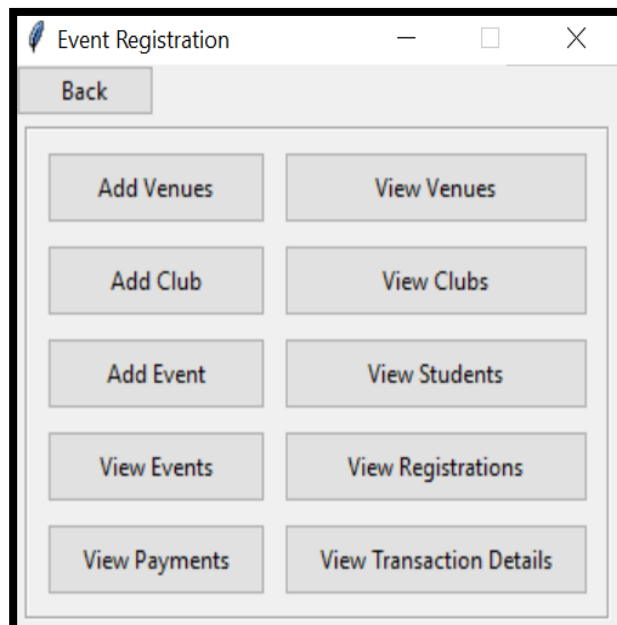 Event Registration
Back
Add Venues View Venues
Add Club View Clubs
Add Event View Students
View Events View Registrations
View Payments View Transaction Details